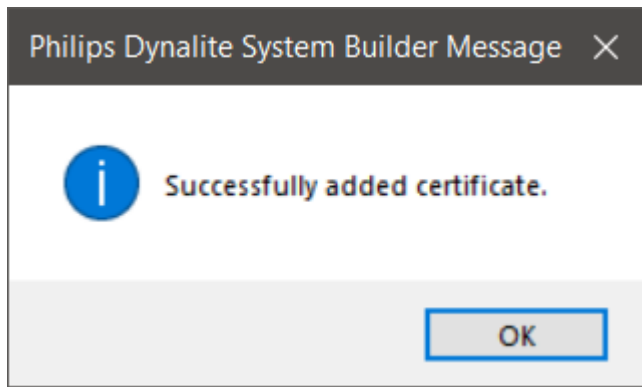 Philips Dynalite System Builder Message
Successfully added certificate.
OK